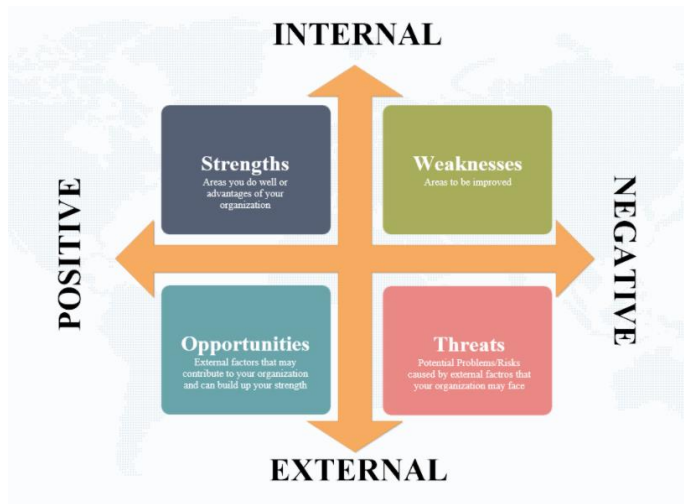 INTERNAL
Strengths
Areas you do well or
advantages of your
organization
Weaknesses
Areas to be improved
POSITIVE
NEGATIVE
Opportunities
External factors that may
contribute to your organization
and can build up your strength
Threats
Potential Problems/Risks
caused by external factros that
your organization may face
EXTERNAL